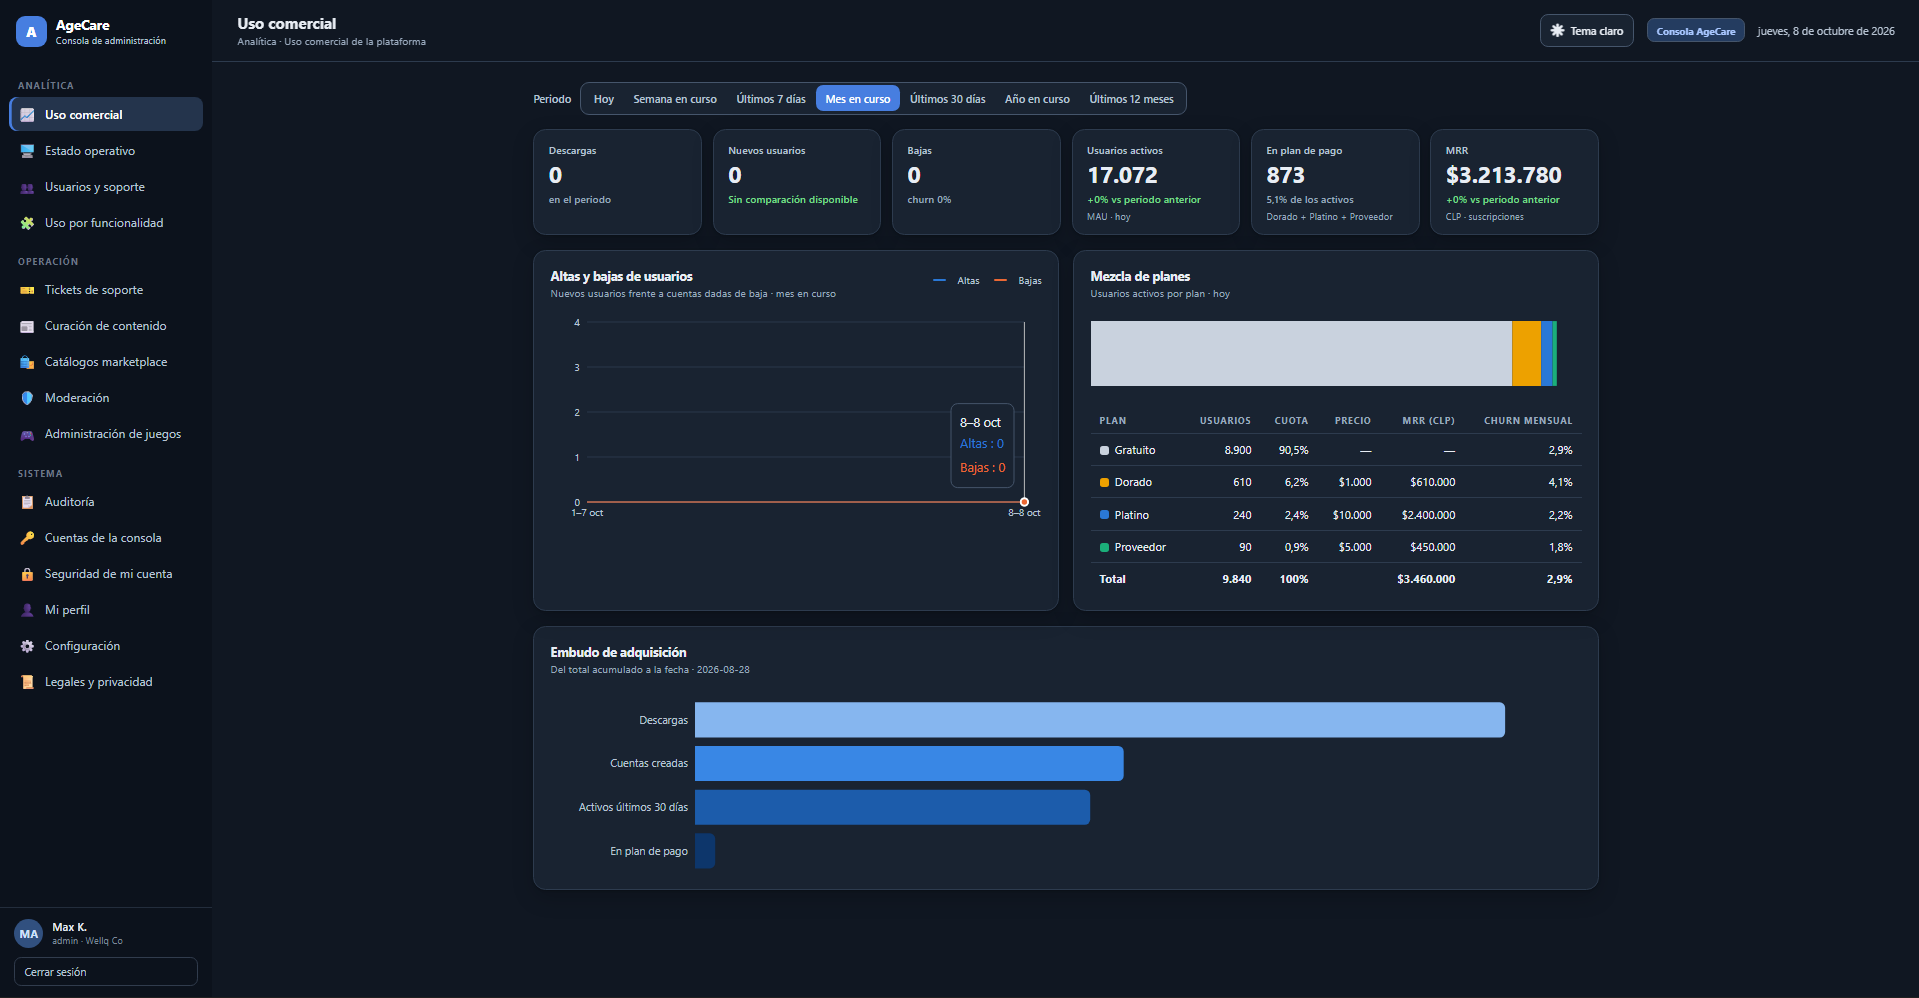 A
AgeCare
Consola de administración
ANALÍTICA
Uso comercial
Estado operativo
Usuarios y soporte
Uso por funcionalidad
OPERACIÓN
Tickets de soporte
Curación de contenido
Catálogos marketplace
Moderación
Administración de juegos
SISTEMA
Auditoría
Cuentas de la consola
Seguridad de mi cuenta
Mi perfil
Configuración
Legales y privacidad
MA
Max K.
admin · Wellq Co
Cerrar sesión
Uso comercial
Analítica · Uso comercial de la plataforma
Tema claro
Consola AgeCare
jueves, 8 de octubre de 2026
Periodo Hoy Semana en curso Últimos 7 días Mes en curso Últimos 30 días Año en curso Últimos 12 meses
Descargas
0
en el periodo
Nuevos usuarios
0
Sin comparación disponible
Bajas
0
churn 0%
Usuarios activos
17.072
+0% vs periodo anterior
MAU · hoy
En plan de pago
873
5,1% de los activos
Dorado + Platino + Proveedor
MRR
$3.213.780
+0% vs periodo anterior
CLP · suscripciones
Altas y bajas de usuarios
Nuevos usuarios frente a cuentas dadas de baja · mes en curso
Altas Bajas
4
3
2
1
0
1–7 oct 8–8 oct
8–8 oct
Altas : 0
Bajas : 0
Mezcla de planes
Usuarios activos por plan · hoy
PLAN USUARIOS CUOTA PRECIO MRR (CLP) CHURN MENSUAL
Gratuito 8.900 90,5% — — 2,9%
Dorado 610 6,2% $1.000 $610.000 4,1%
Platino 240 2,4% $10.000 $2.400.000 2,2%
Proveedor 90 0,9% $5.000 $450.000 1,8%
Total 9.840 100% $3.460.000 2,9%
Embudo de adquisición
Del total acumulado a la fecha · 2026-08-28
Descargas
Cuentas creadas
Activos últimos 30 días
En plan de pago